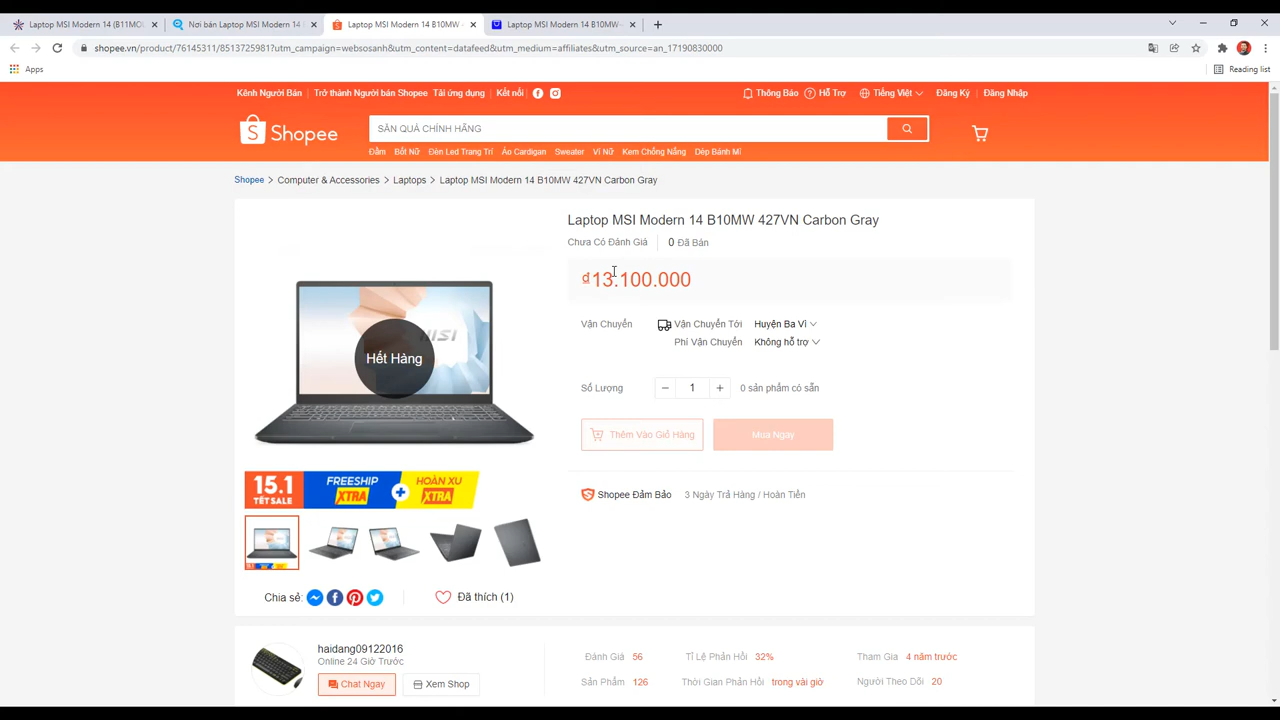 Laptop MSI Modern 14 (B11MOU
Nơi bán Laptop MSI Modern 14
Laptop MSI Modern 14 B10MW
Laptop MSI Modern 14 B10MW-
shopee.vn/product/76145311/8513725981?utm_campaign=websosanh&utm_content=datafeed&utm_medium=affiliates&utm_source=an_17190830000
Apps
Reading list
Kênh Người Bán
Trở thành Người bán Shopee
Tải ứng dụng
Kết nối
Thông Báo
Hỗ Trợ
Tiếng Việt
Đăng Ký
Đăng Nhập
Shopee
SĂN QUÀ CHÍNH HÃNG
Đầm Bốt Nữ Đèn Led Trang Trí Áo Cardigan Sweater Ví Nữ Kem Chống Nắng Dép Bánh Mì
Shopee > Computer & Accessories > Laptops > Laptop MSI Modern 14 B10MW 427VN Carbon Gray
Laptop MSI Modern 14 B10MW 427VN Carbon Gray
Chưa Có Đánh Giá
0 Đã Bán
₫13.100.000
msi
Hết Hàng
Vận Chuyển
Vận Chuyển Tới
Huyện Ba Vì
Phí Vận Chuyển
Không hỗ trợ
Số Lượng
1
0 sản phẩm có sẵn
Thêm Vào Giỏ Hàng
Mua Ngay
15.1
TẾT SALE
FREESHIP
XTRA
+
HOÀN XU
XTRA
Shopee Đảm Bảo
3 Ngày Trả Hàng / Hoàn Tiền
Chia sẻ:
Đã thích (1)
haidang09122016
Online 24 Giờ Trước
Chat Ngay
Xem Shop
Đánh Giá 56
Tỉ Lệ Phản Hồi 32%
Tham Gia 4 năm trước
Sản Phẩm 126
Thời Gian Phản Hồi trong vài giờ
Người Theo Dõi 20